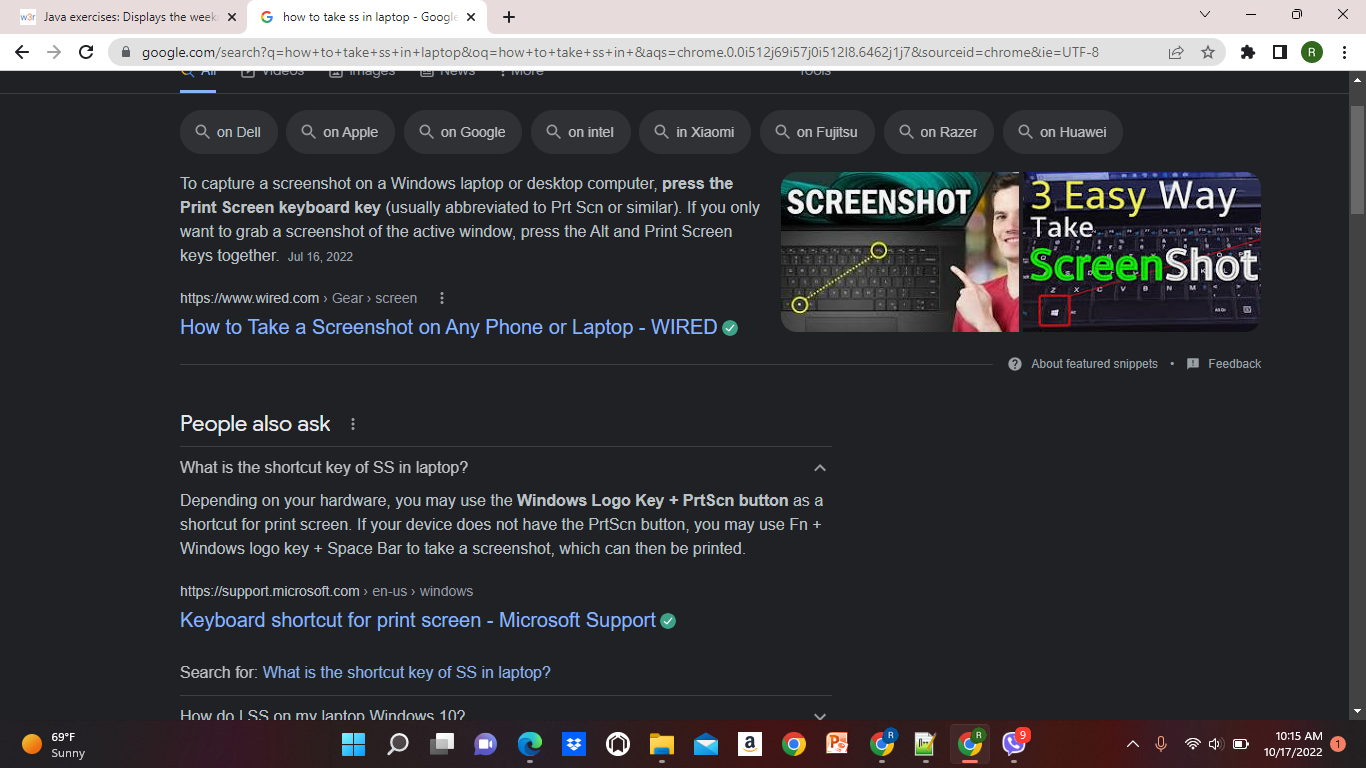 w3r Java exercises: Displays the week
how to take ss in laptop - Google
google.com/search?q=how+to+take+ss+in+laptop&oq=how+to+take+ss+in+&aqs=chrome.0.0i512j69i57j0i512l8.6462j1j7&sourceid=chrome&ie=UTF-8
R
All Videos Images News More Tools
on Dell on Apple on Google on intel in Xiaomi on Fujitsu on Razer on Huawei
To capture a screenshot on a Windows laptop or desktop computer, press the
Print Screen keyboard key (usually abbreviated to Prt Scn or similar). If you only
want to grab a screenshot of the active window, press the Alt and Print Screen
keys together. Jul 16, 2022
SCREENSHOT
3 Easy Way
Take
ScreenShot
https://www.wired.com › Gear › screen
How to Take a Screenshot on Any Phone or Laptop - WIRED
About featured snippets • Feedback
People also ask
What is the shortcut key of SS in laptop?
Depending on your hardware, you may use the Windows Logo Key + PrtScn button as a
shortcut for print screen. If your device does not have the PrtScn button, you may use Fn +
Windows logo key + Space Bar to take a screenshot, which can then be printed.
https://support.microsoft.com › en-us › windows
Keyboard shortcut for print screen - Microsoft Support
Search for: What is the shortcut key of SS in laptop?
How do I SS on my laptop Windows 10?
69°F
Sunny
a
R
R
9
10:15 AM
10/17/2022
1